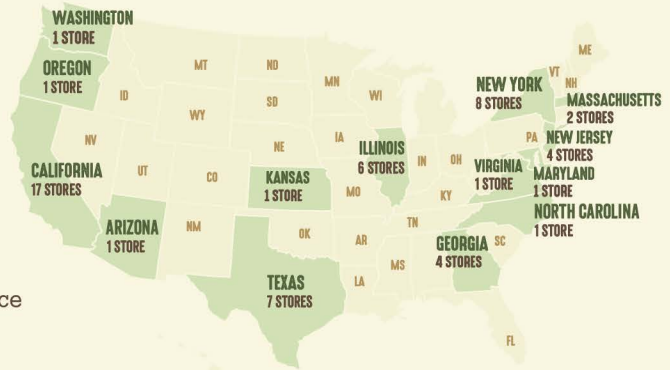 WASHINGTON
1 STORE
OREGON
1 STORE
CALIFORNIA
17 STORES
ARIZONA
1 STORE
KANSAS
1 STORE
TEXAS
7 STORES
ILLINOIS
6 STORES
GEORGIA
4 STORES
NEW YORK
8 STORES
MASSACHUSETTS
2 STORES
NEW JERSEY
4 STORES
VIRGINIA
1 STORE
MARYLAND
1 STORE
NORTH CAROLINA
1 STORE
MT
ND
MN
ID
WY
SD
WI
NV
UT
CO
NE
IA
NM
OK
MO
AR
LA
MS
IN
OH
KY
TN
SC
FL
PA
VT
NH
ME
ce